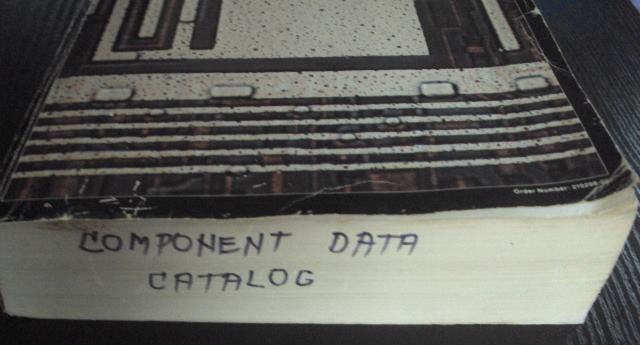 Order Number:
COMPONENT DATA
CATALOG